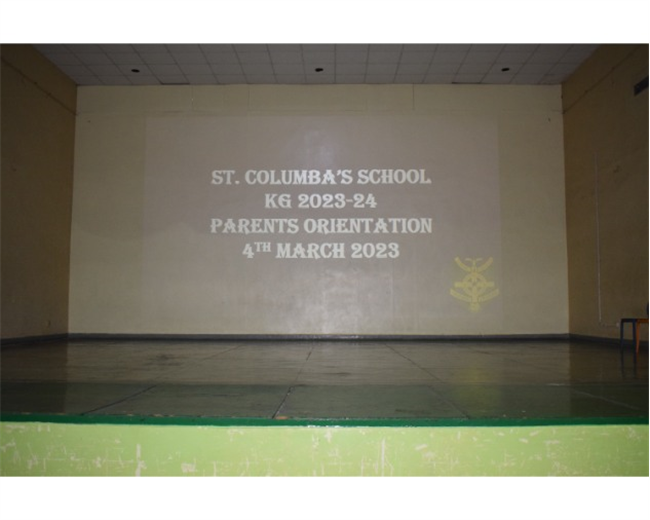 ST. COLUMBA'S SCHOOL
KG 2023-24
PARENTS ORIENTATION
4TH MARCH 2023